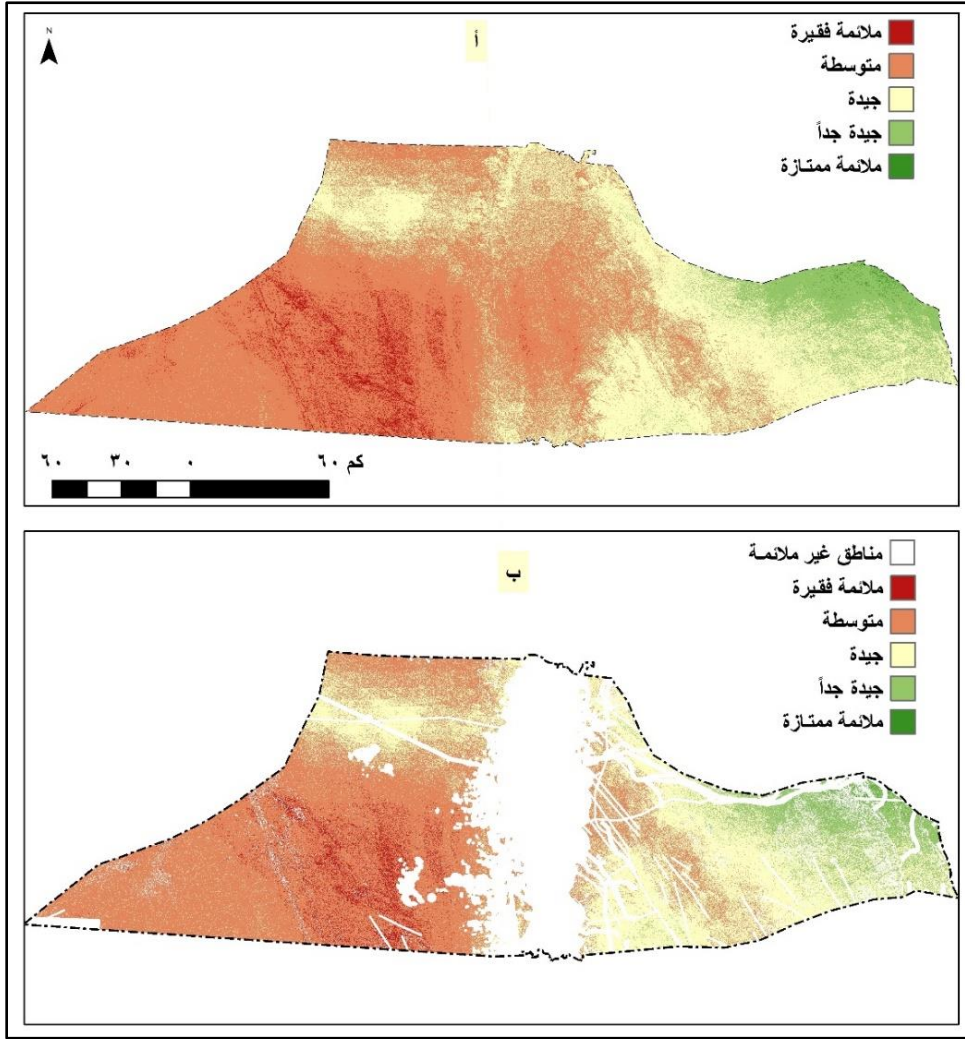 N
أ
ملائمة فقيرة
متوسطة
جيدة
جيدة جداً
ملائمة ممتازة
٦٠ ٣٠ ٠ ٦٠ كم
ب
مناطق غير ملائمة
ملائمة فقيرة
متوسطة
جيدة
جيدة جداً
ملائمة ممتازة